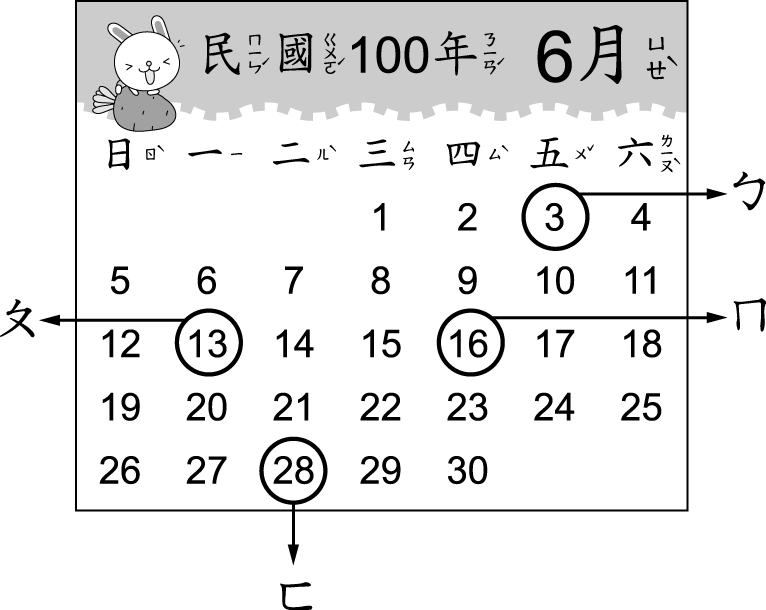 民ㄇㄧㄣˊ國ㄍㄨㄛˊ100年ㄋㄧㄢˊ 6月ㄩㄝˋ
日ㄖˋ 一ㄧ 二ㄦˋ 三ㄙㄢ 四ㄙˋ 五ㄨˇ 六ㄌㄧㄡˋ
1 2 3 4 ㄅ
5 6 7 8 9 10 11
ㄆ 12 13 14 15 16 17 18 ㄇ
19 20 21 22 23 24 25
26 27 28 29 30
ㄈ